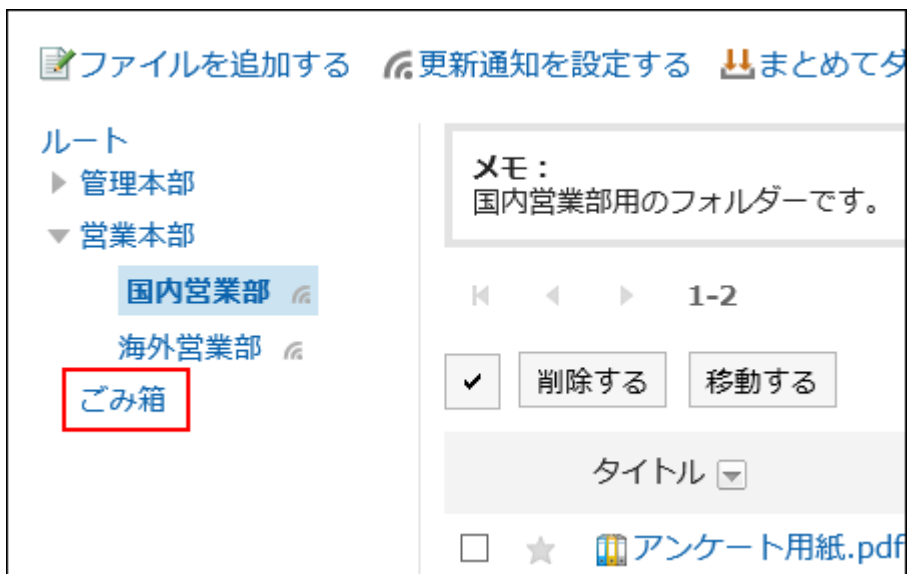 ファイルを追加する 更新通知を設定する まとめてダ
ルート
管理本部
営業本部
国内営業部
海外営業部
ごみ箱
メモ：
国内営業部用のフォルダーです。
1-2
削除する 移動する
タイトル
アンケート用紙.pdf